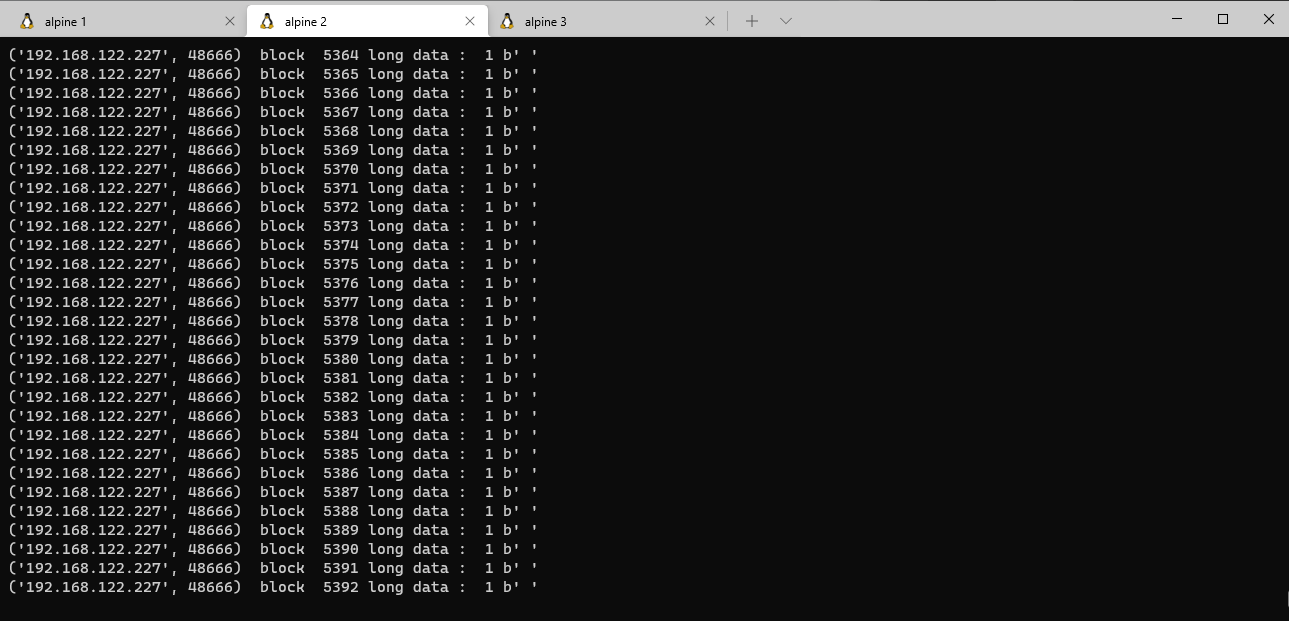 alpine 1 alpine 2 alpine 3
('192.168.122.227', 48666)  block  5364 long data :  1 b' '
('192.168.122.227', 48666)  block  5365 long data :  1 b' '
('192.168.122.227', 48666)  block  5366 long data :  1 b' '
('192.168.122.227', 48666)  block  5367 long data :  1 b' '
('192.168.122.227', 48666)  block  5368 long data :  1 b' '
('192.168.122.227', 48666)  block  5369 long data :  1 b' '
('192.168.122.227', 48666)  block  5370 long data :  1 b' '
('192.168.122.227', 48666)  block  5371 long data :  1 b' '
('192.168.122.227', 48666)  block  5372 long data :  1 b' '
('192.168.122.227', 48666)  block  5373 long data :  1 b' '
('192.168.122.227', 48666)  block  5374 long data :  1 b' '
('192.168.122.227', 48666)  block  5375 long data :  1 b' '
('192.168.122.227', 48666)  block  5376 long data :  1 b' '
('192.168.122.227', 48666)  block  5377 long data :  1 b' '
('192.168.122.227', 48666)  block  5378 long data :  1 b' '
('192.168.122.227', 48666)  block  5379 long data :  1 b' '
('192.168.122.227', 48666)  block  5380 long data :  1 b' '
('192.168.122.227', 48666)  block  5381 long data :  1 b' '
('192.168.122.227', 48666)  block  5382 long data :  1 b' '
('192.168.122.227', 48666)  block  5383 long data :  1 b' '
('192.168.122.227', 48666)  block  5384 long data :  1 b' '
('192.168.122.227', 48666)  block  5385 long data :  1 b' '
('192.168.122.227', 48666)  block  5386 long data :  1 b' '
('192.168.122.227', 48666)  block  5387 long data :  1 b' '
('192.168.122.227', 48666)  block  5388 long data :  1 b' '
('192.168.122.227', 48666)  block  5389 long data :  1 b' '
('192.168.122.227', 48666)  block  5390 long data :  1 b' '
('192.168.122.227', 48666)  block  5391 long data :  1 b' '
('192.168.122.227', 48666)  block  5392 long data :  1 b' '